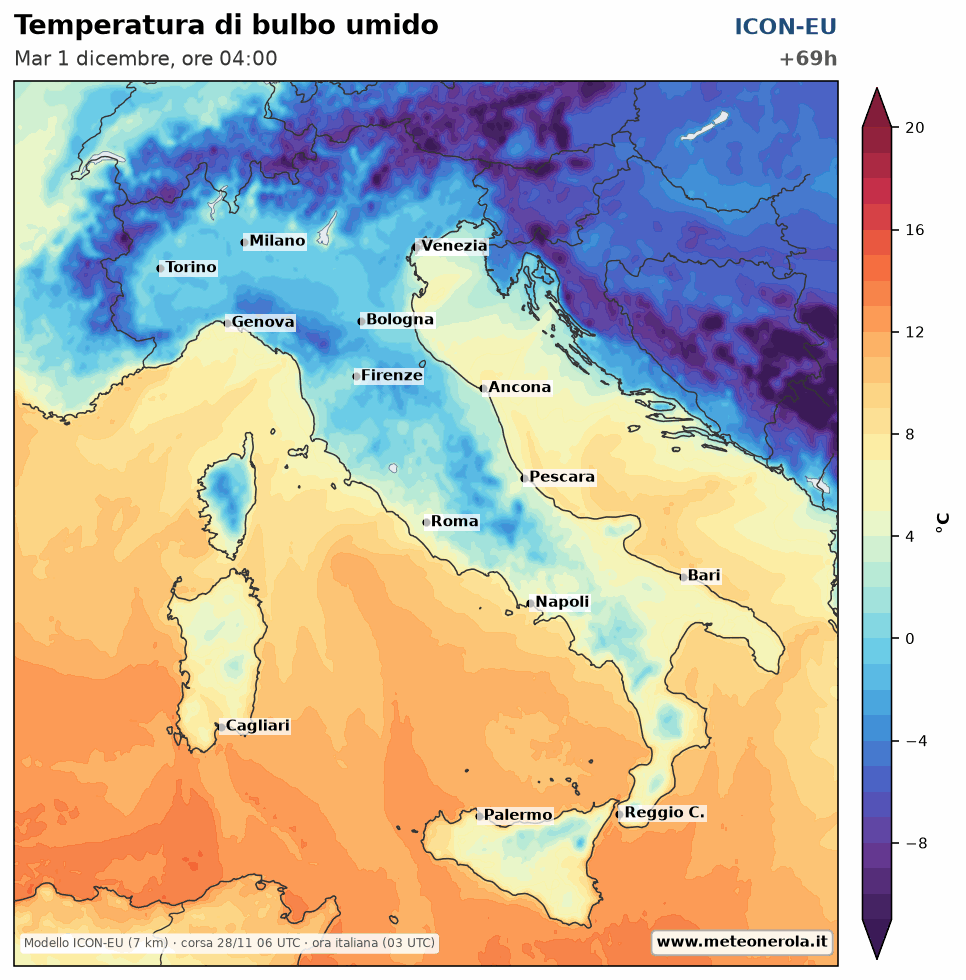 Temperatura di bulbo umido
ICON-EU
Mar 1 dicembre, ore 04:00
+69h
20
16
12
8
4
0
−4
−8
°C
Milano
Venezia
Torino
Genova
Bologna
Firenze
Ancona
Pescara
Roma
Bari
Napoli
Cagliari
Palermo
Reggio C.
Modello ICON-EU (7 km) · corsa 28/11 06 UTC · ora italiana (03 UTC)
www.meteonerola.it